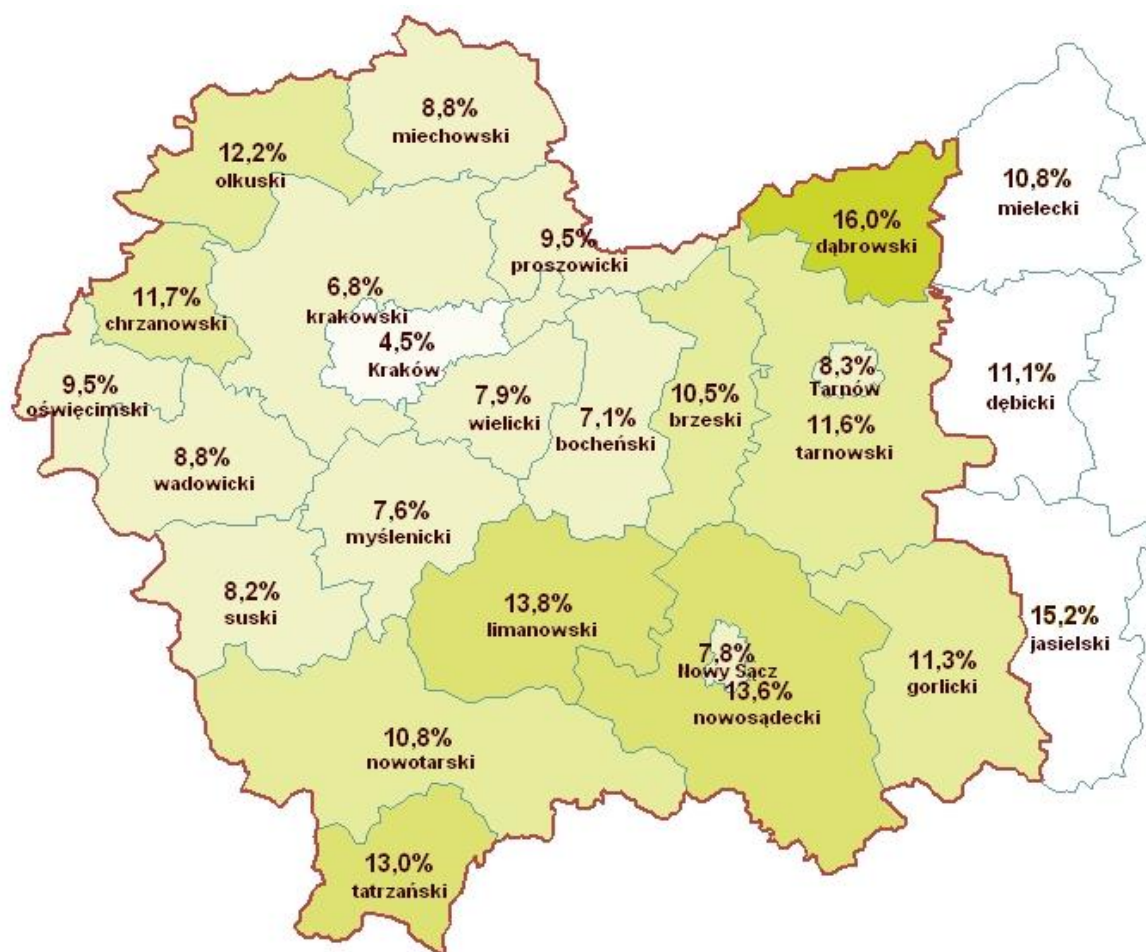 8,8%
miechowski
12,2%
olkuski
10,8%
mielecki
16,0%
dąbrowski
9,5%
proszowicki
6,8%
krakowski
11,7%
chrzanowski
4,5%
Kraków
8,3%
Tarnów
11,1%
dębicki
9,5%
oświęcimski
7,9%
wielicki
7,1%
bocheński
10,5%
brzeski
11,6%
tarnowski
8,8%
wadowicki
7,6%
myślenicki
8,2%
suski
13,8%
limanowski
15,2%
jasielski
7,8%
Nowy Sącz
13,6%
nowosądecki
11,3%
gorlicki
10,8%
nowotarski
13,0%
tatrzański